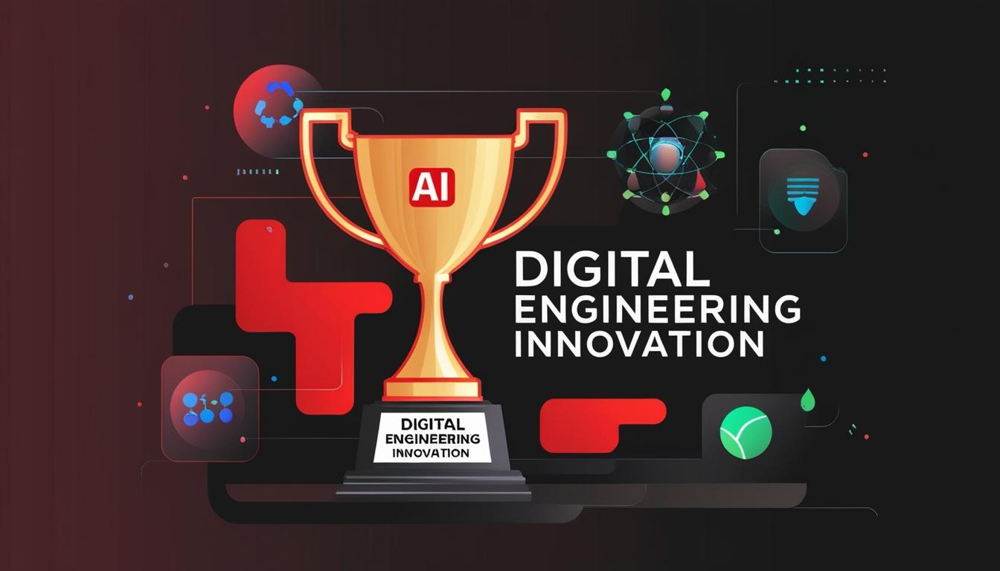 AI
DIGITAL
ENGINEERING
INNOVATION
DIGITAL
ENGINEERING
INNOVATION